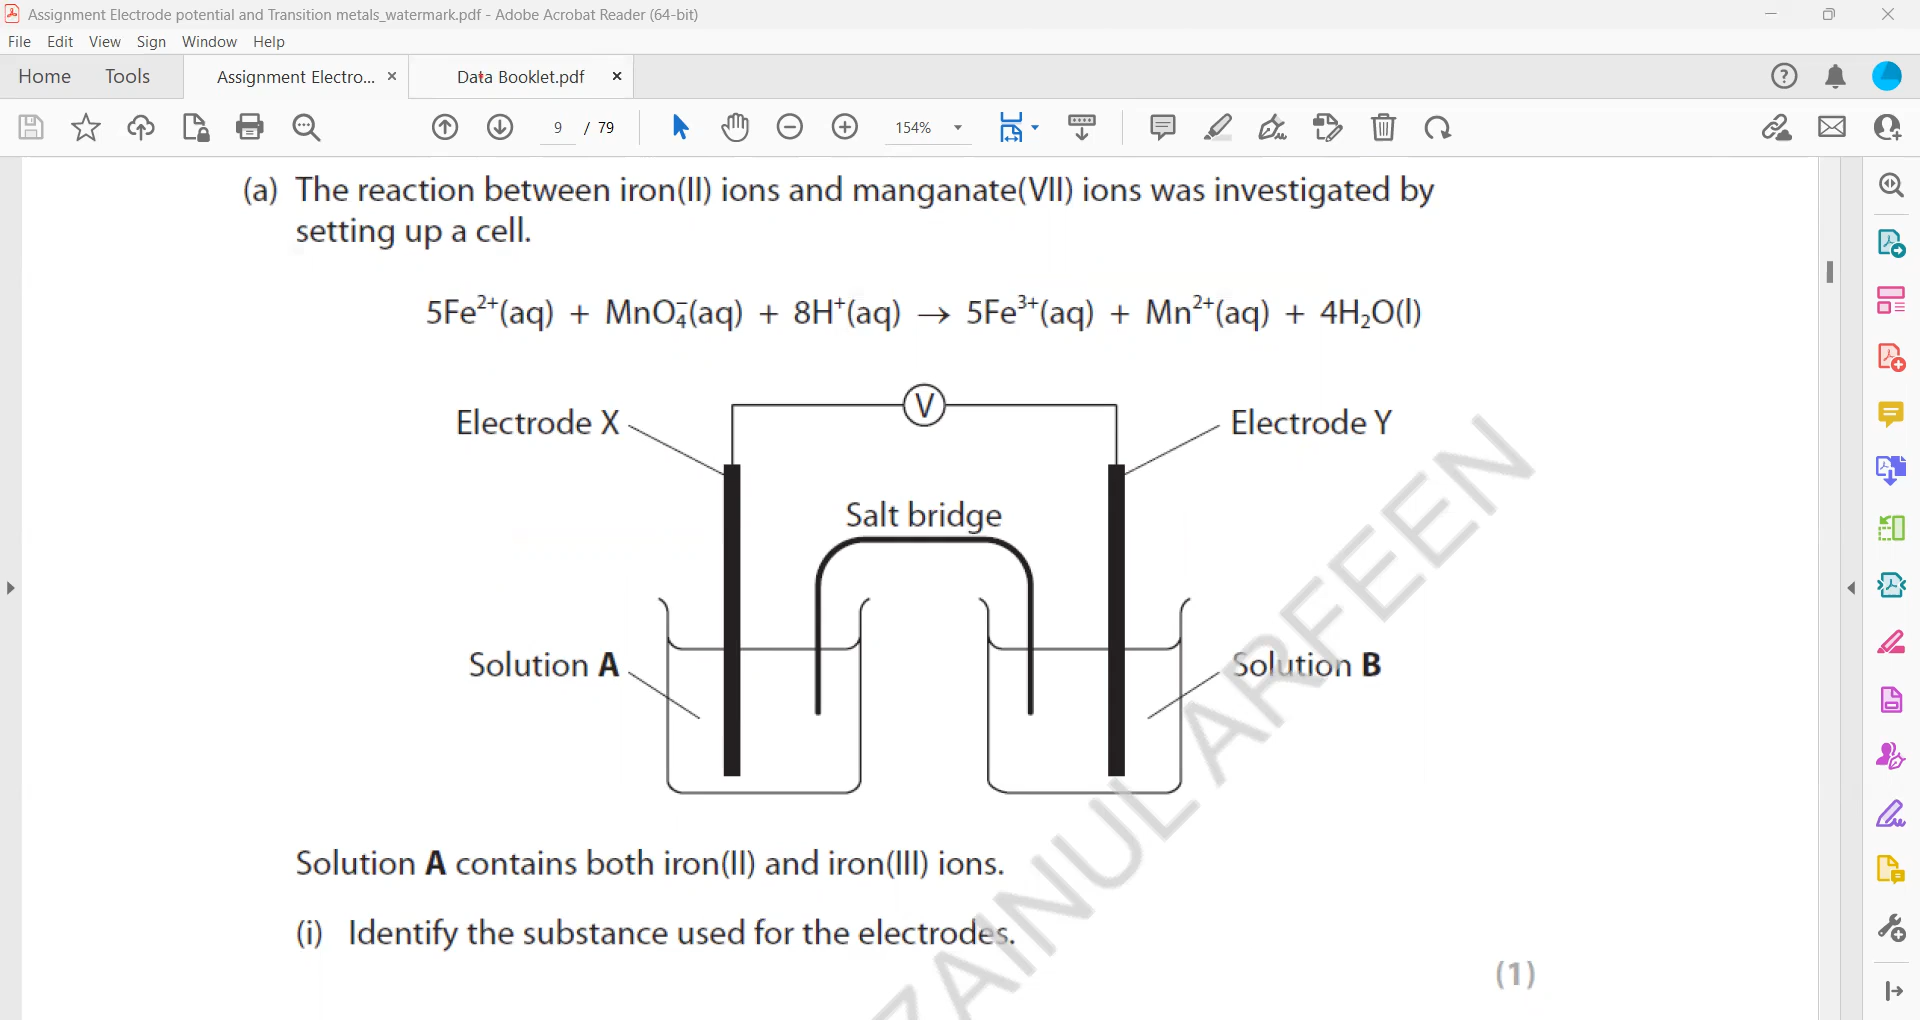 Assignment Electrode potential and Transition metals_watermark.pdf - Adobe Acrobat Reader (64-bit)
File Edit View Sign Window Help
Home Tools Assignment Electro... × Data Booklet.pdf ×
9 / 79 154%
(a) The reaction between iron(II) ions and manganate(VII) ions was investigated by
setting up a cell.
5Fe²⁺(aq) + MnO₄⁻(aq) + 8H⁺(aq) → 5Fe³⁺(aq) + Mn²⁺(aq) + 4H₂O(l)
V
Electrode X Electrode Y
Salt bridge
Solution A Solution B
Solution A contains both iron(II) and iron(III) ions.
(i) Identify the substance used for the electrodes.
(1)
ZAINUL ARFEEN